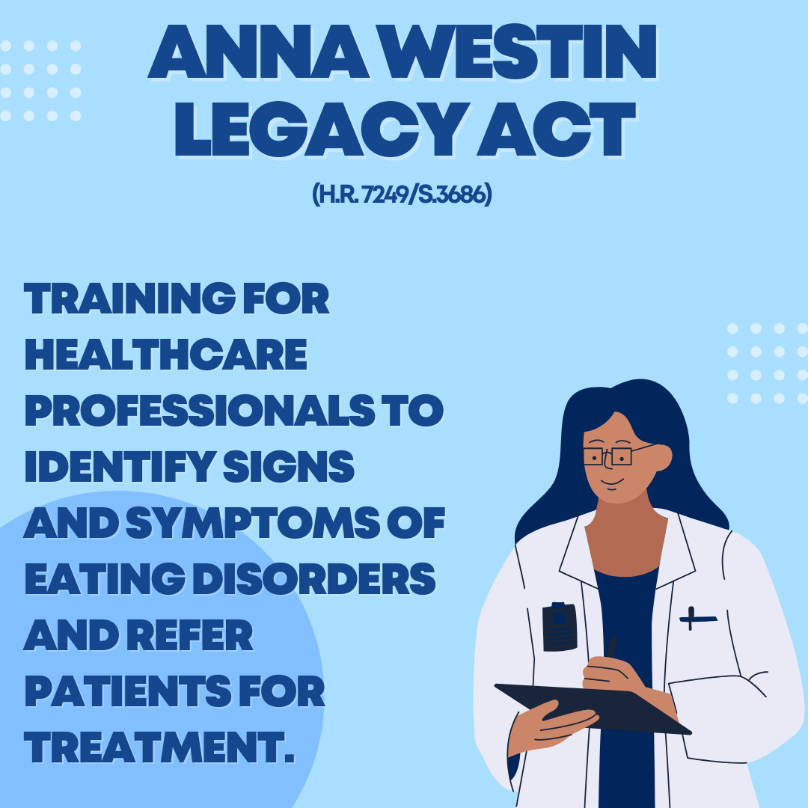 ANNA WESTIN
LEGACY ACT
(H.R. 7249/S.3686)
TRAINING FOR
HEALTHCARE
PROFESSIONALS TO
IDENTIFY SIGNS
AND SYMPTOMS OF
EATING DISORDERS
AND REFER
PATIENTS FOR
TREATMENT.